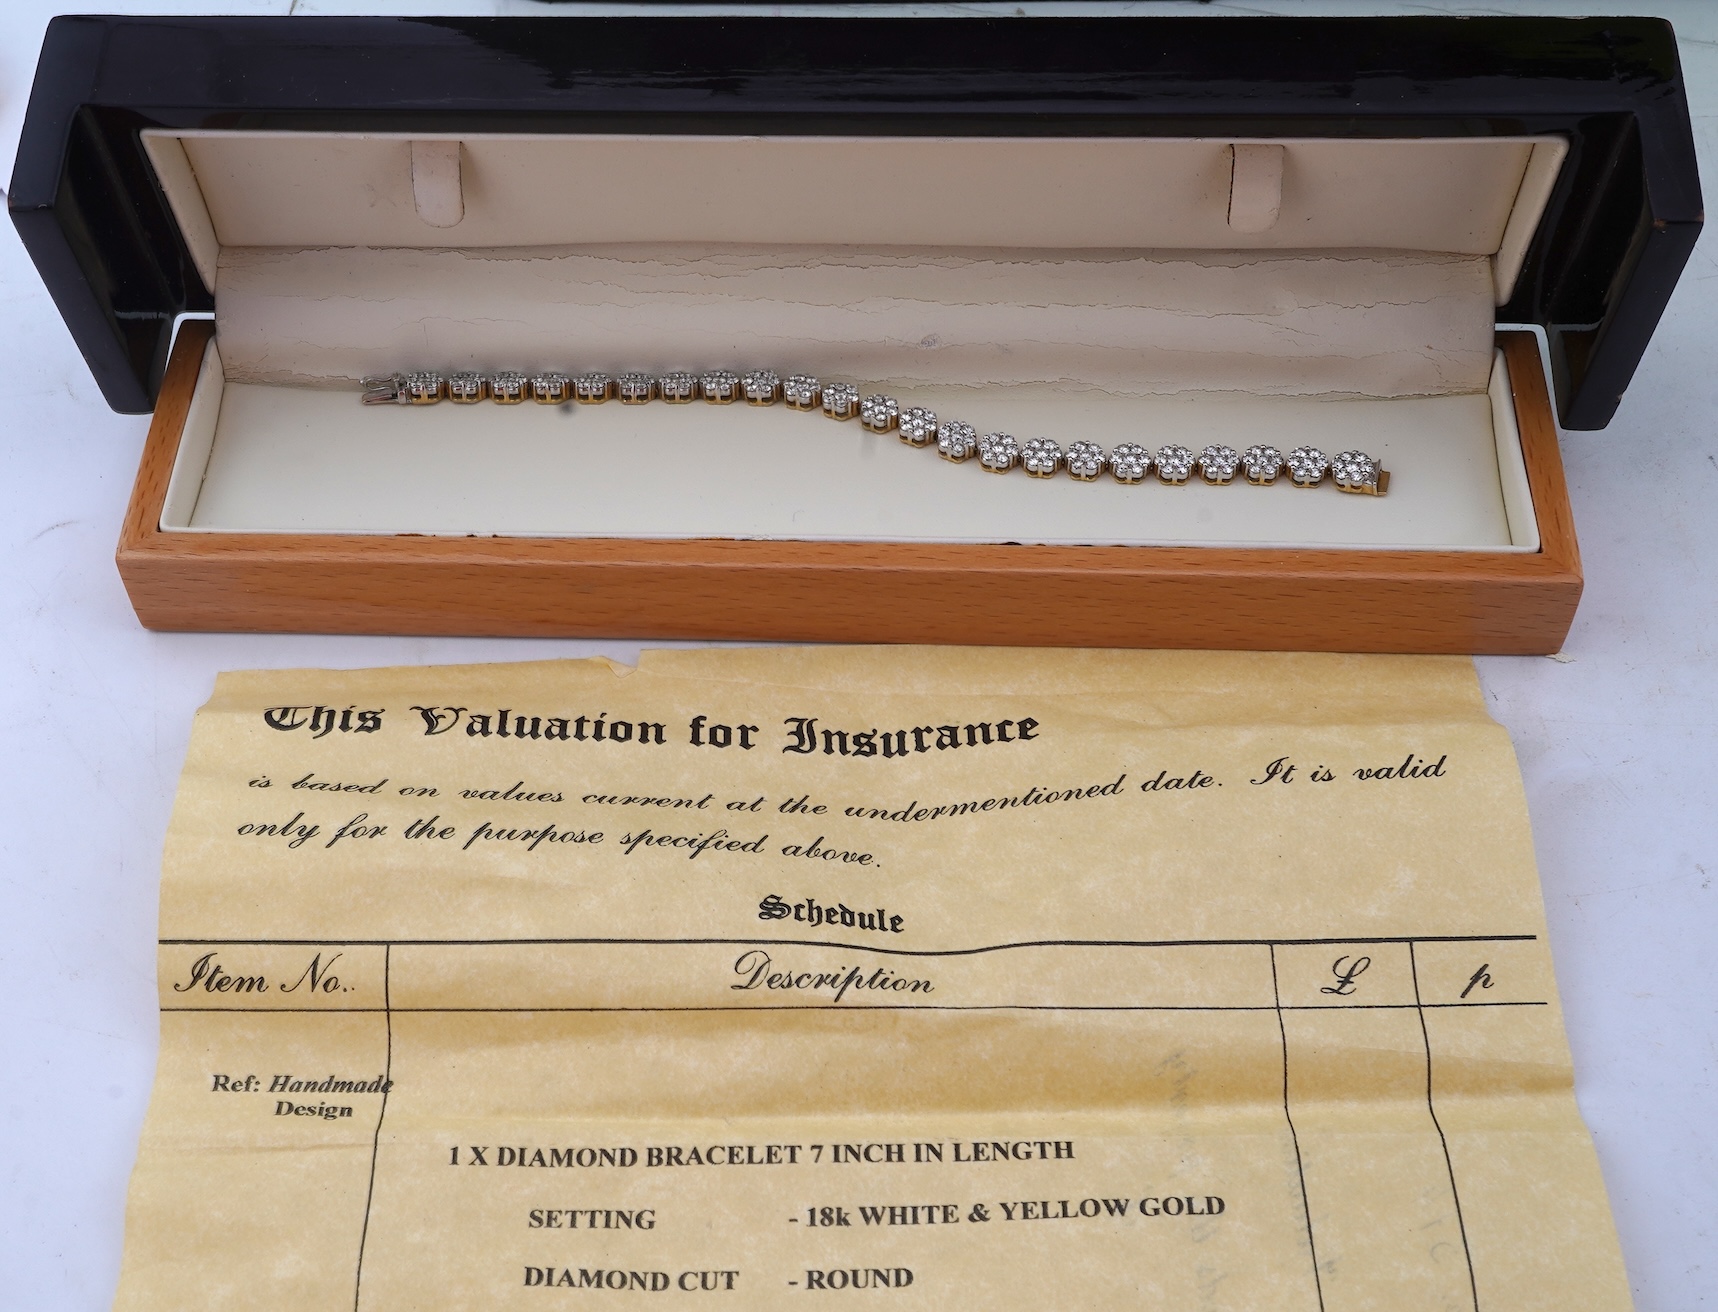 This Valuation for Insurance
is based on values current at the undermentioned date. It is valid
only for the purpose specified above.
Schedule
Item No.. Description £ p
Ref: Handmade
Design
1 X DIAMOND BRACELET 7 INCH IN LENGTH
SETTING - 18k WHITE & YELLOW GOLD
DIAMOND CUT - ROUND